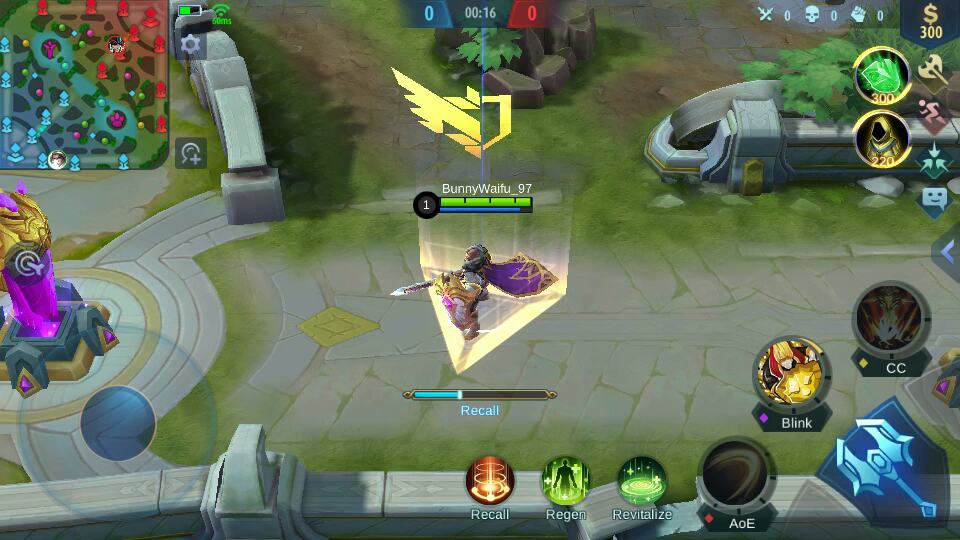 60ms
0
00:16
0
0
0
0
$
300
300
220
BunnyWaifu_97
1
Recall
CC
Blink
Recall
Regen
Revitalize
AoE